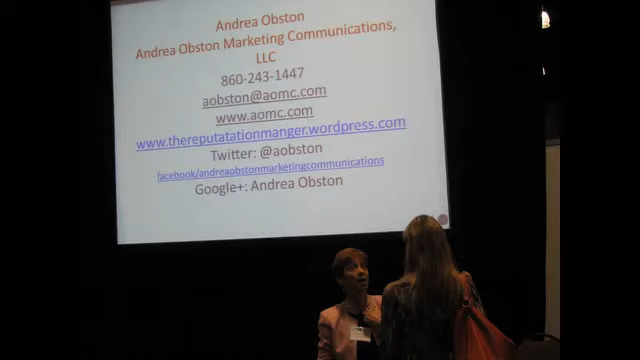 Andrea Obston
Andrea Obston Marketing Communications,
LLC
860-243-1447
aobston@aomc.com
www.aomc.com
www.thereputatationmanger.wordpress.com
Twitter: @aobston
facebook/andreaobstonmarketingcommunications
Google+: Andrea Obston